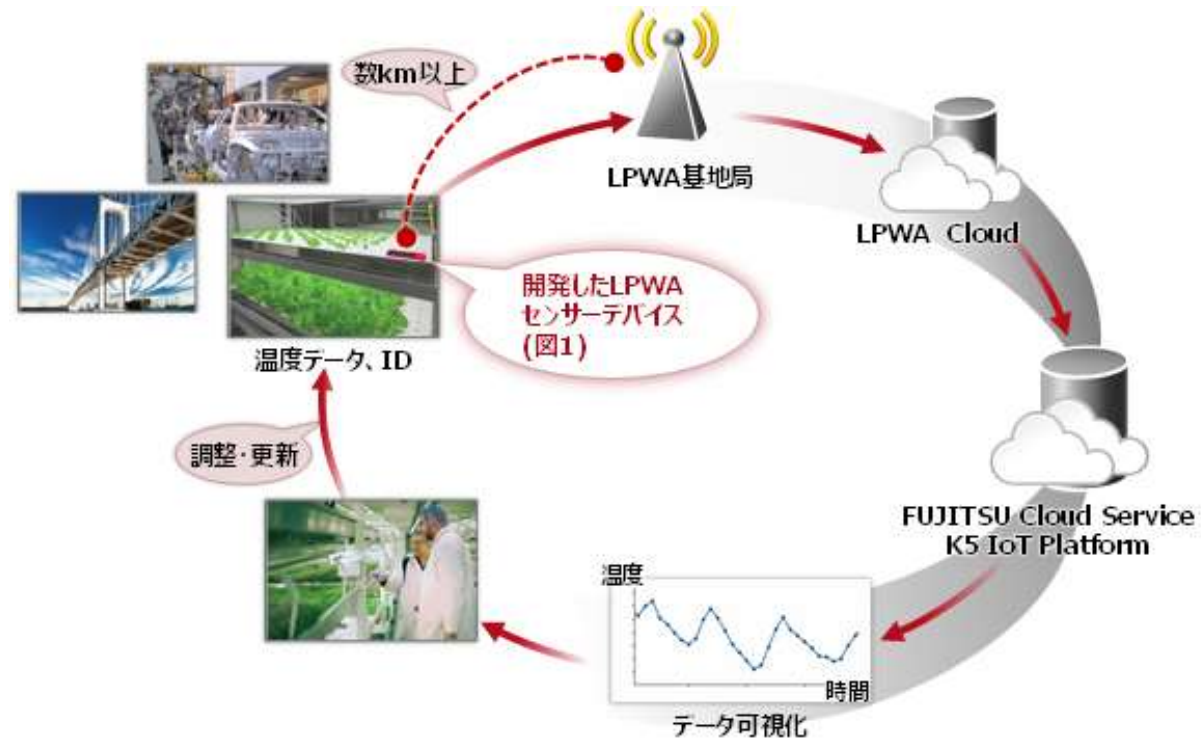 数km以上
LPWA基地局
LPWA Cloud
開発したLPWA
センサーデバイス
(図1)
温度データ、ID
調整・更新
FUJITSU Cloud Service
K5 IoT Platform
温度
時間
データ可視化